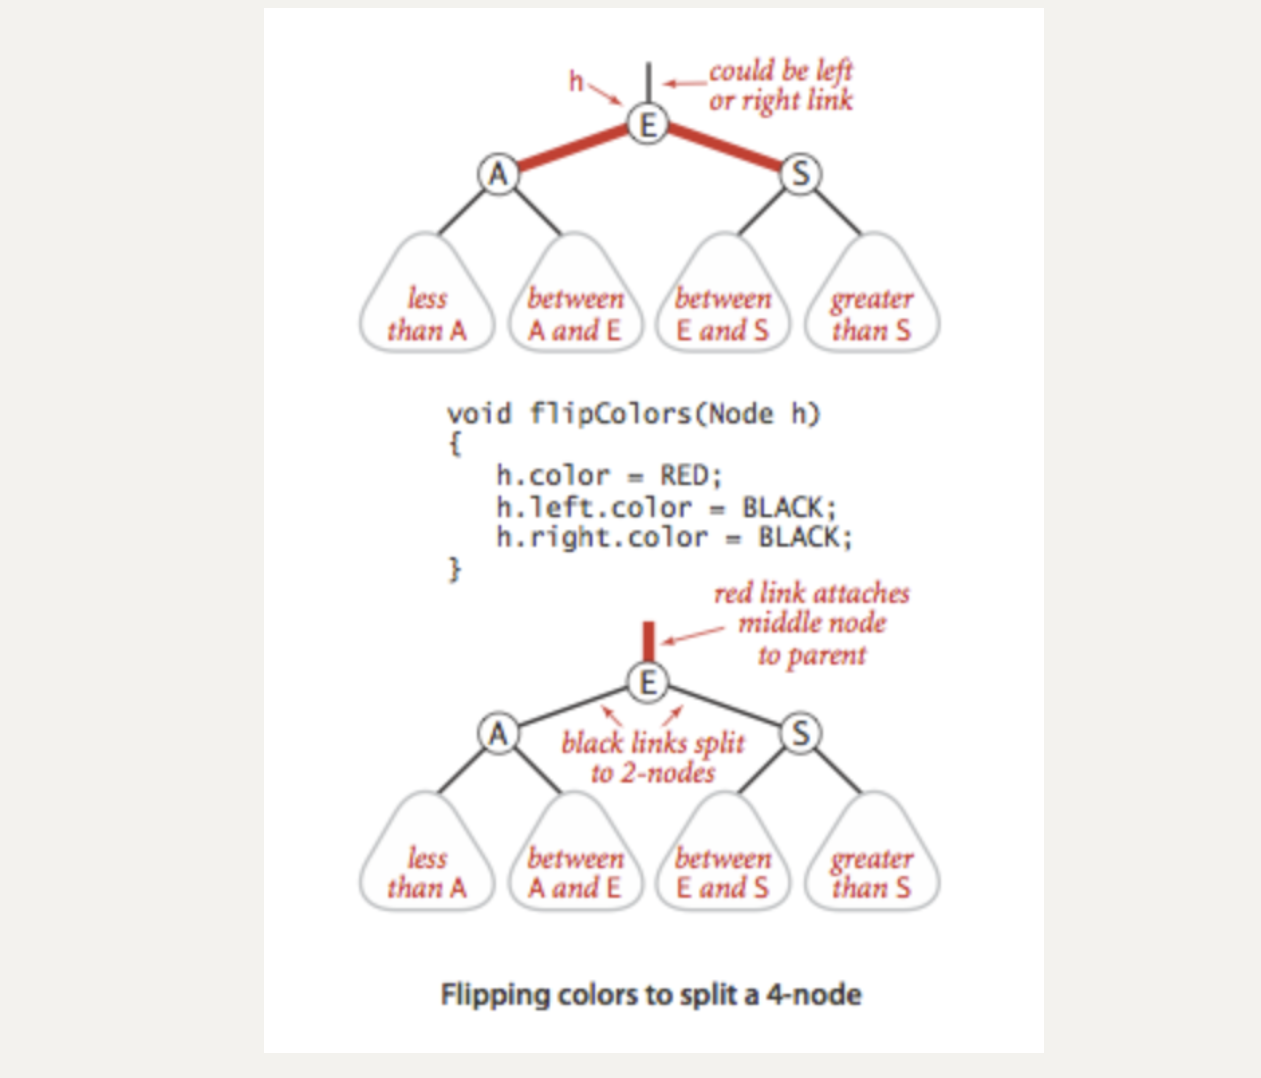 h
could be left
or right link
E
A
S
less
than A
between
A and E
between
E and S
greater
than S
void flipColors(Node h)
{
h.color = RED;
h.left.color = BLACK;
h.right.color = BLACK;
}
red link attaches
middle node
to parent
E
A
S
black links split
to 2-nodes
less
than A
between
A and E
between
E and S
greater
than S
Flipping colors to split a 4-node